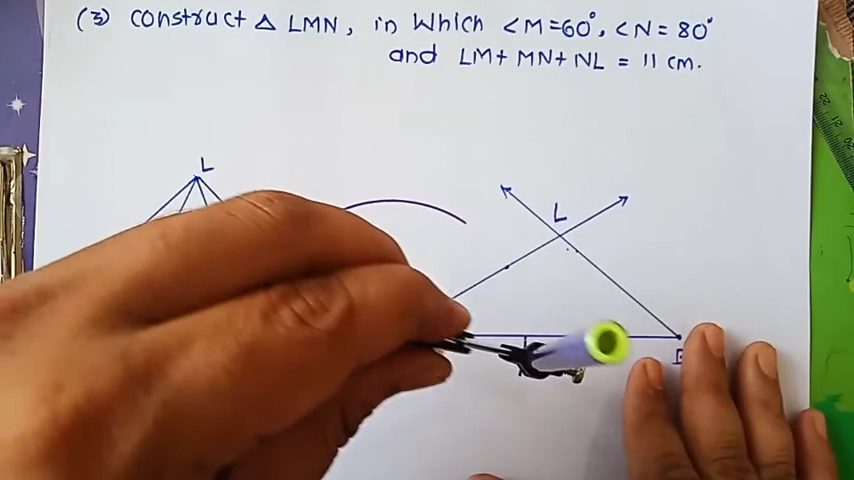 (3) construct △ LMN, in which ∠M=60°, ∠N = 80°
and LM+ MN+ NL = 11 cm.
L
L